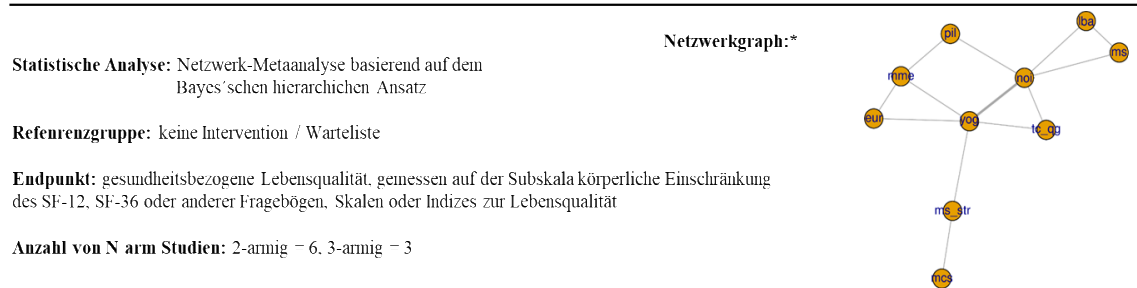 Netzwerkgraph:*
Statistische Analyse: Netzwerk-Metaanalyse basierend auf dem
Bayes´schen hierarchichen Ansatz
Refenrenzgruppe: keine Intervention / Warteliste
Endpunkt: gesundheitsbezogene Lebensqualität, gemessen auf der Subskala körperliche Einschränkung
des SF-12, SF-36 oder anderer Fragebögen, Skalen oder Indizes zur Lebensqualität
Anzahl von N arm Studien: 2-armig = 6, 3-armig = 3
lba
pil
ms
mme
noi
eur
yog
tc_qg
ms_str
mcs